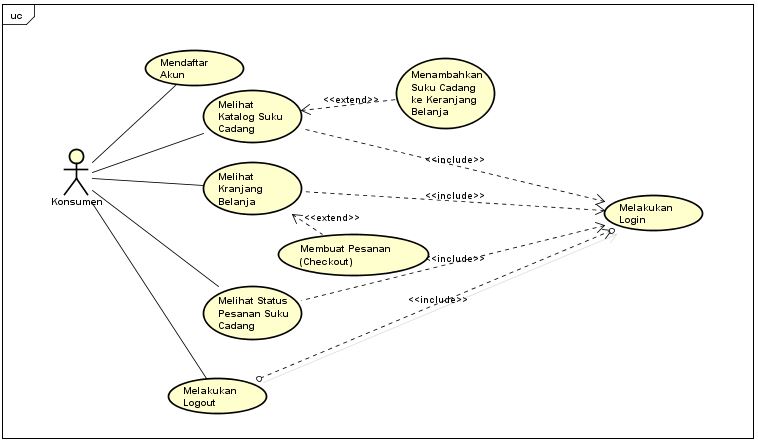 uc
Mendaftar
Akun
Melihat
Katalog Suku
Cadang
<<extend>>
Menambahkan
Suku Cadang
ke Keranjang
Belanja
<<include>>
Konsumen
Melihat
Kranjang
Belanja
<<include>>
Melakukan
Login
<<extend>>
Membuat Pesanan
(Checkout)
<<include>>
Melihat Status
Pesanan Suku
Cadang
<<include>>
Melakukan
Logout